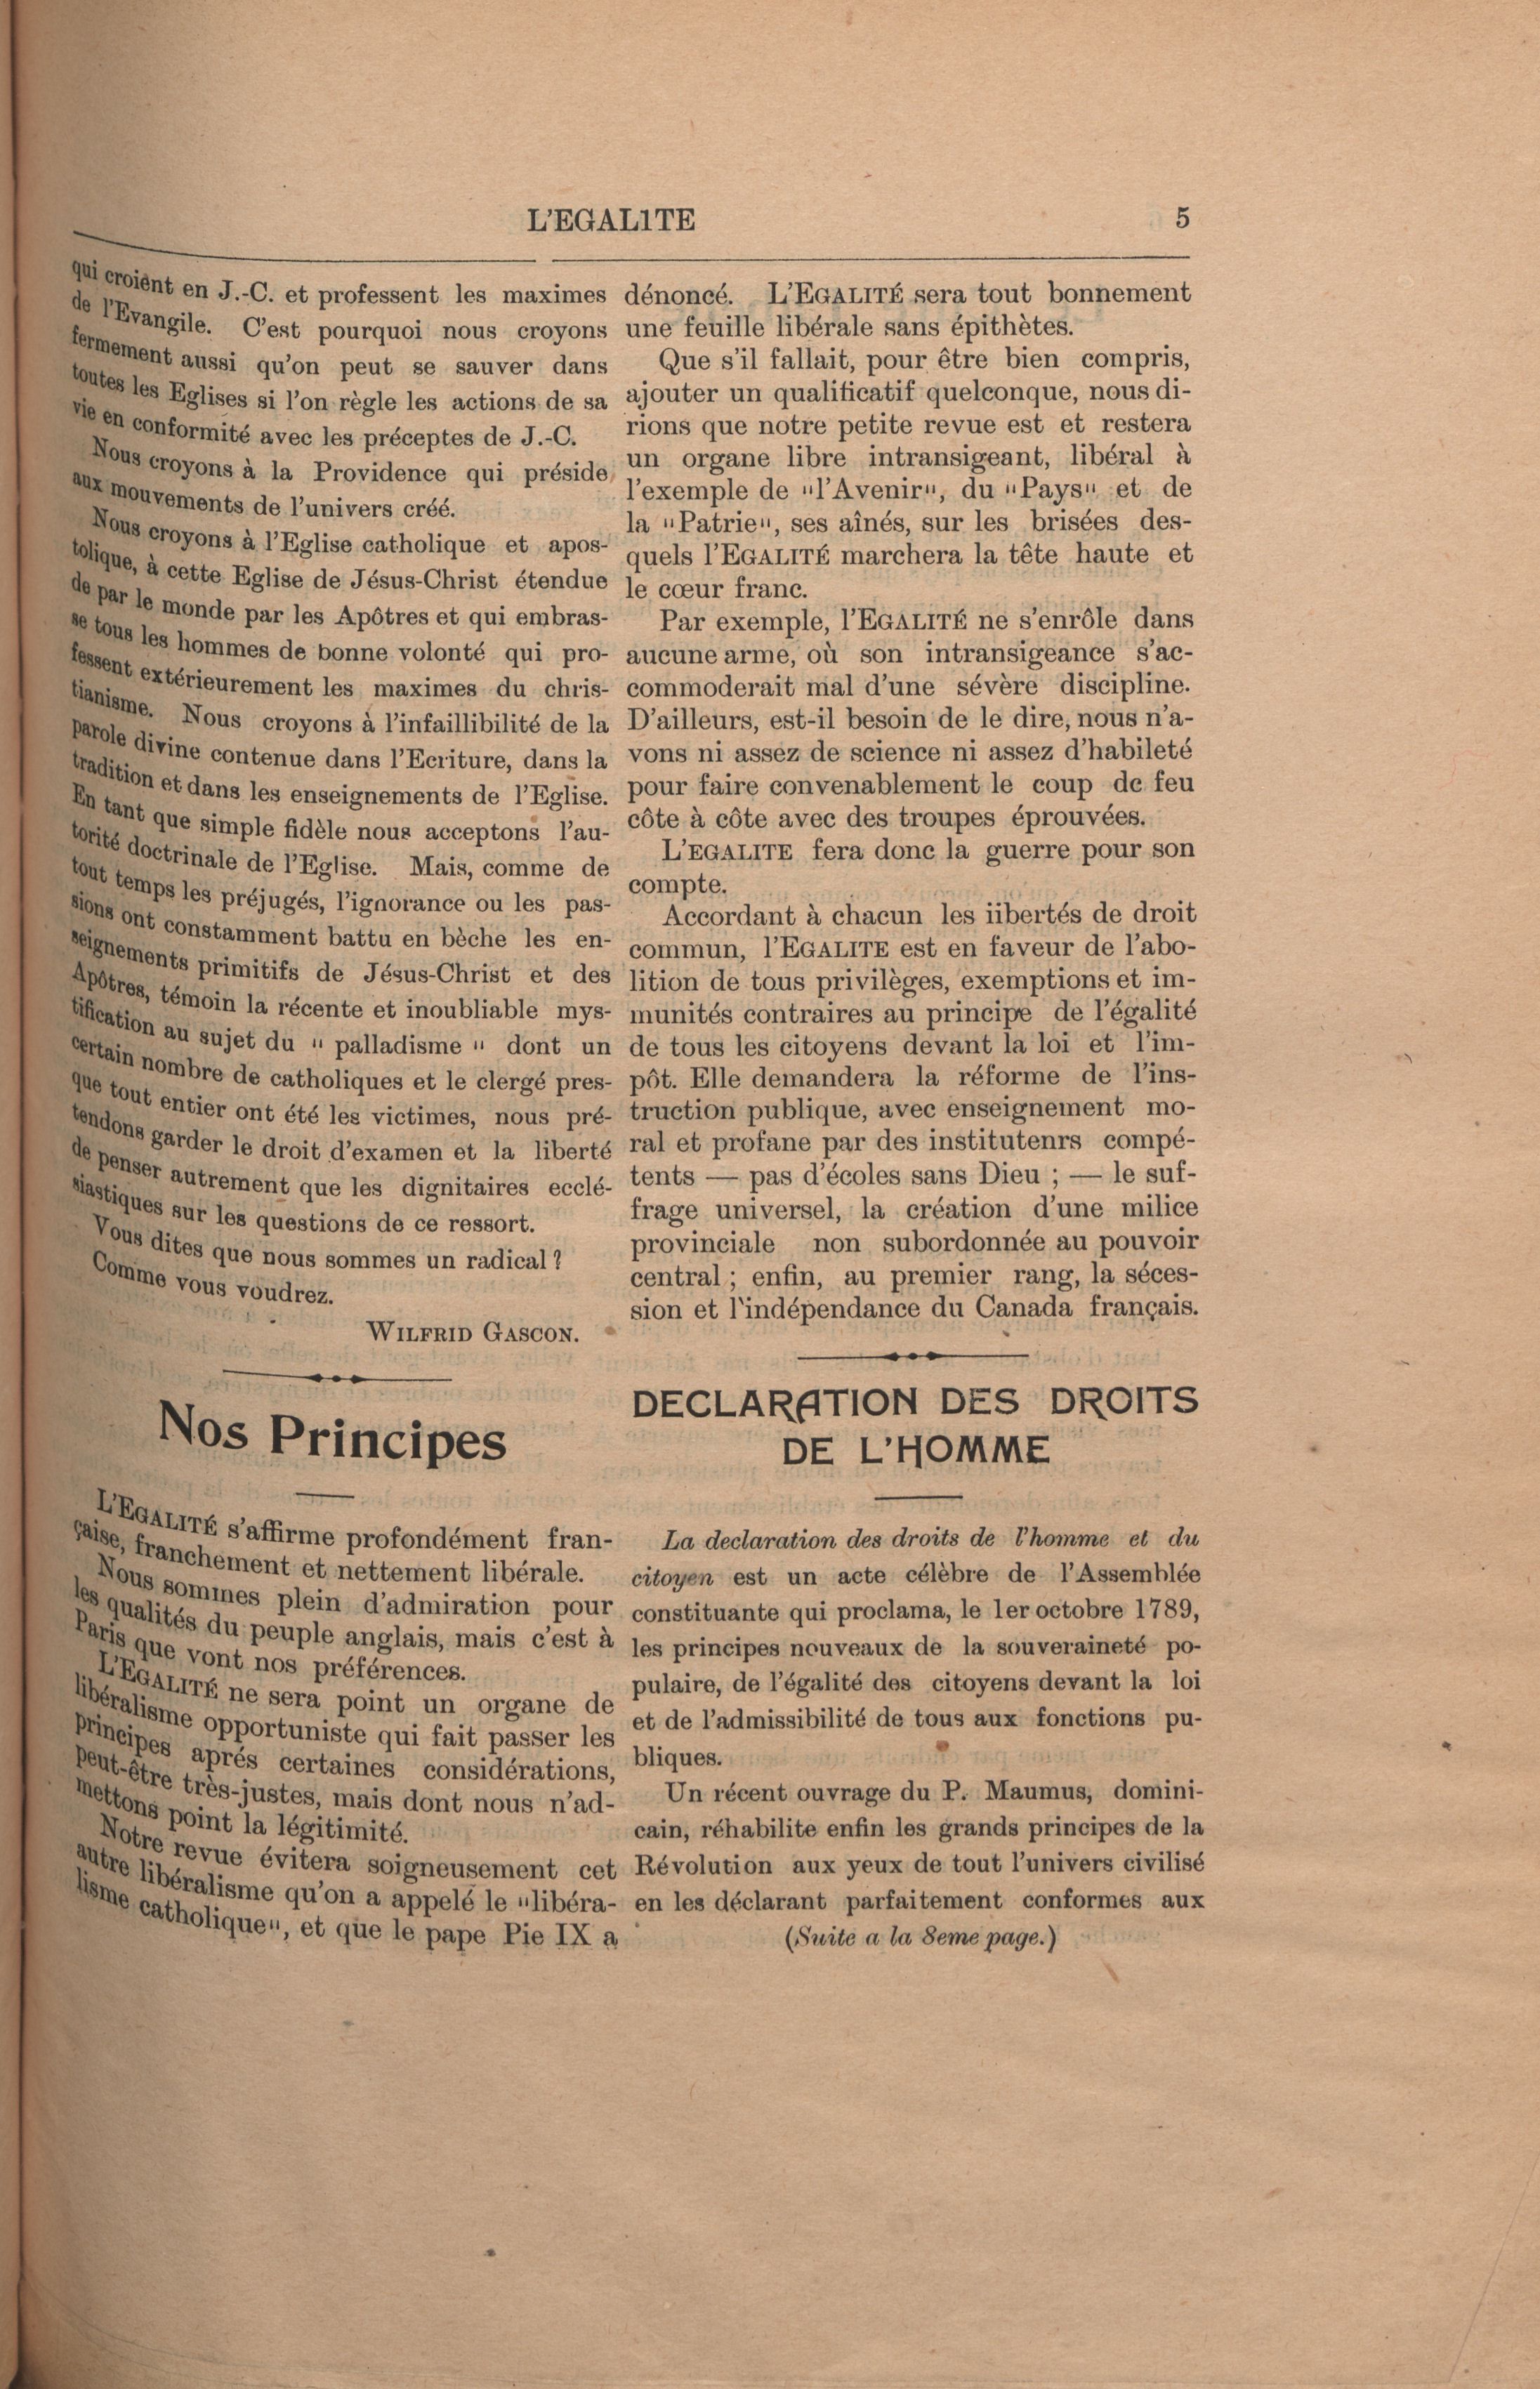 L'EGALITE
5
qui croient en J.-C. et professent les maximes
de l'Evangile. C'est pourquoi nous croyons
fermement aussi qu'on peut se sauver dans
toutes les Eglises si l'on règle les actions de sa
vie en conformité avec les préceptes de J.-C.
Nous croyons à la Providence qui préside
aux mouvements de l'univers créé.
Nous croyons à l'Eglise catholique et apos-
tolique, à cette Eglise de Jésus-Christ étendue
de par le monde par les Apôtres et qui embras-
se tous les hommes de bonne volonté qui pro-
fessent extérieurement les maximes du chris-
tianisme. Nous croyons à l'infaillibilité de la
parole divine contenue dans l'Ecriture, dans la
tradition et dans les enseignements de l'Eglise.
En tant que simple fidèle nous acceptons l'au-
torité doctrinale de l'Eglise. Mais, comme de
tout temps les préjugés, l'ignorance ou les pas-
sions ont constamment battu en bèche les en-
seignements primitifs de Jésus-Christ et des
Apôtres, témoin la récente et inoubliable mys-
tification au sujet du " palladisme " dont un
certain nombre de catholiques et le clergé pres-
que tout entier ont été les victimes, nous pré-
tendons garder le droit d'examen et la liberté
de penser autrement que les dignitaires ecclé-
siastiques sur les questions de ce ressort.
Vous dites que nous sommes un radical ?
Comme vous voudrez.
WILFRID GASCON.
Nos Principes
L'EGALITÉ s'affirme profondément fran-
çaise, franchement et nettement libérale.
Nous sommes plein d'admiration pour
les qualités du peuple anglais, mais c'est à
Paris que vont nos préférences.
L'EGALITÉ ne sera point un organe de
libéralisme opportuniste qui fait passer les
principes aprés certaines considérations,
peut-être très-justes, mais dont nous n'ad-
mettons point la légitimité.
Notre revue évitera soigneusement cet
autre libéralisme qu'on a appelé le "libéra-
lisme catholique", et que le pape Pie IX a
dénoncé. L'EGALITÉ sera tout bonnement
une feuille libérale sans épithètes.
Que s'il fallait, pour être bien compris,
ajouter un qualificatif quelconque, nous di-
rions que notre petite revue est et restera
un organe libre intransigeant, libéral à
l'exemple de "l'Avenir", du "Pays" et de
la "Patrie", ses aînés, sur les brisées des-
quels l'EGALITÉ marchera la tête haute et
le cœur franc.
Par exemple, l'EGALITÉ ne s'enrôle dans
aucune arme, où son intransigeance s'ac-
commoderait mal d'une sévère discipline.
D'ailleurs, est-il besoin de le dire, nous n'a-
vons ni assez de science ni assez d'habileté
pour faire convenablement le coup de feu
côte à côte avec des troupes éprouvées.
L'EGALITE fera donc la guerre pour son
compte.
Accordant à chacun les iibertés de droit
commun, l'EGALITE est en faveur de l'abo-
lition de tous privilèges, exemptions et im-
munités contraires au principe de l'égalité
de tous les citoyens devant la loi et l'im-
pôt. Elle demandera la réforme de l'ins-
truction publique, avec enseignement mo-
ral et profane par des institutenrs compé-
tents — pas d'écoles sans Dieu ; — le suf-
frage universel, la création d'une milice
provinciale non subordonnée au pouvoir
central ; enfin, au premier rang, la séces-
sion et l'indépendance du Canada français.
DECLARATION DES DROITS
DE L'HOMME
La declaration des droits de l'homme et du
citoyen est un acte célèbre de l'Assemblée
constituante qui proclama, le 1er octobre 1789,
les principes nouveaux de la souveraineté po-
pulaire, de l'égalité des citoyens devant la loi
et de l'admissibilité de tous aux fonctions pu-
bliques.
Un récent ouvrage du P. Maumus, domini-
cain, réhabilite enfin les grands principes de la
Révolution aux yeux de tout l'univers civilisé
en les déclarant parfaitement conformes aux
(Suite a la 8eme page.)